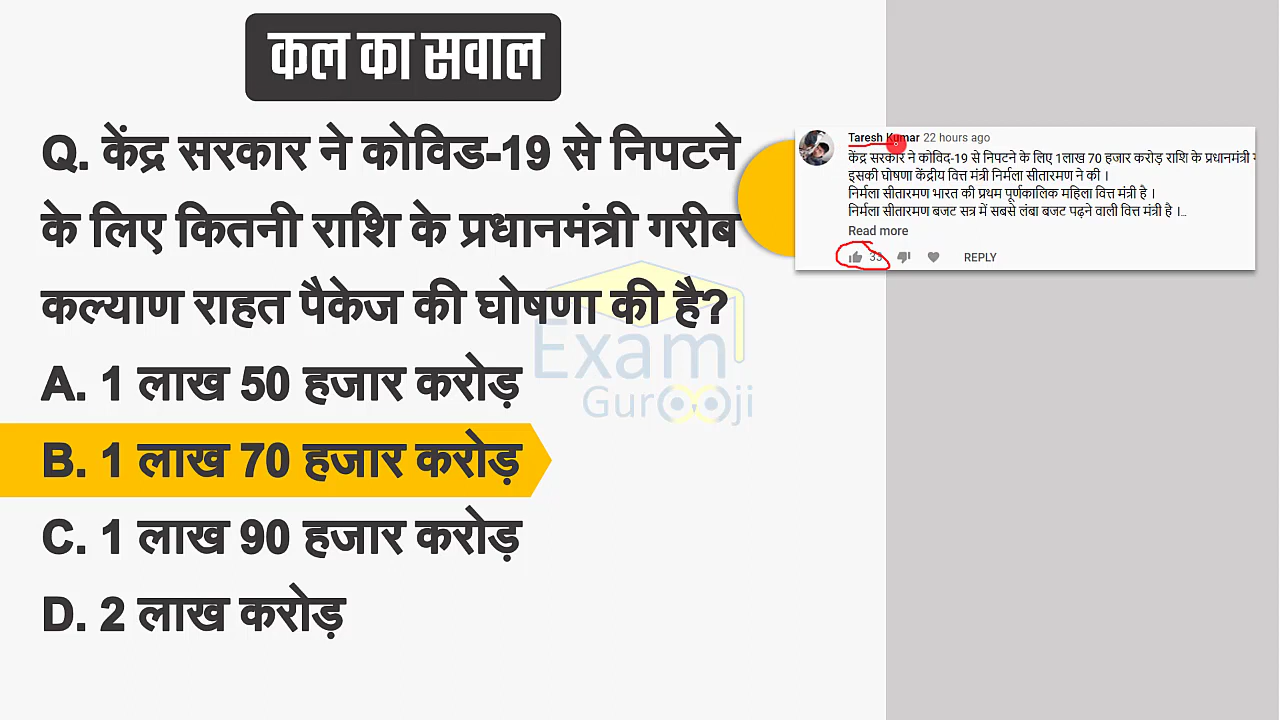 कल का सवाल
Q. केंद्र सरकार ने कोविड-19 से निपटने
के लिए कितनी राशि के प्रधानमंत्री गरीब
कल्याण राहत पैकेज की घोषणा की है?
A. 1 लाख 50 हजार करोड़
B. 1 लाख 70 हजार करोड़
C. 1 लाख 90 हजार करोड़
D. 2 लाख करोड़
Exam
Gurooji
Taresh Kumar 22 hours ago
केंद्र सरकार ने कोविद-19 से निपटने के लिए 1लाख 70 हजार करोड़ राशि के प्रधानमंत्री
इसकी घोषणा केंद्रीय वित्त मंत्री निर्मला सीतारमण ने की ।
निर्मला सीतारमण भारत की प्रथम पूर्णकालिक महिला वित्त मंत्री है ।
निर्मला सीतारमण बजट सत्र में सबसे लंबा बजट पढ़ने वाली वित्त मंत्री है ।...
Read more
33 REPLY